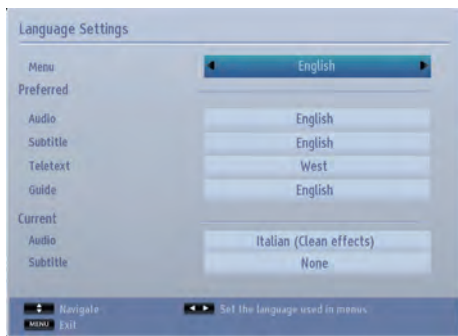 Language Settings
Menu English
Preferred
Audio English
Subtitle English
Teletext West
Guide English
Current
Audio Italian (Clean effects)
Subtitle None
Navigate Set the language used in menus
MENU Exit